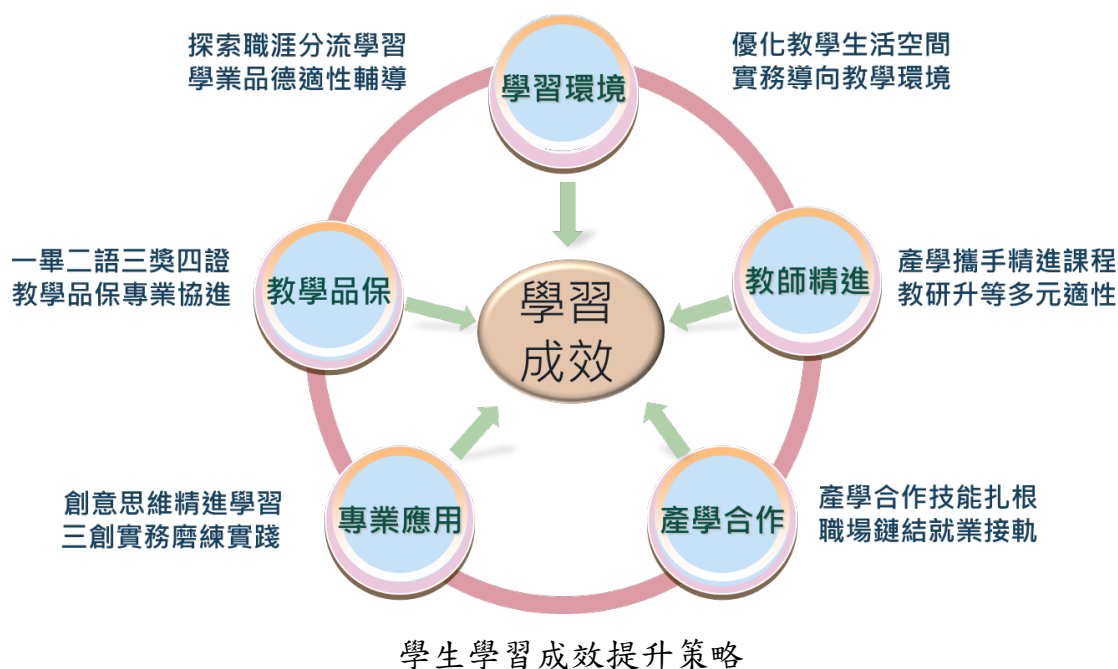 探索職涯分流學習
學業品德適性輔導
學習環境
優化教學生活空間
實務導向教學環境
一畢二語三獎四證
教學品保專業協進
教學品保
學習
成效
教師精進
產學攜手精進課程
教研升等多元適性
創意思維精進學習
三創實務磨練實踐
專業應用
產學合作
產學合作技能扎根
職場鏈結就業接軌
學生學習成效提升策略